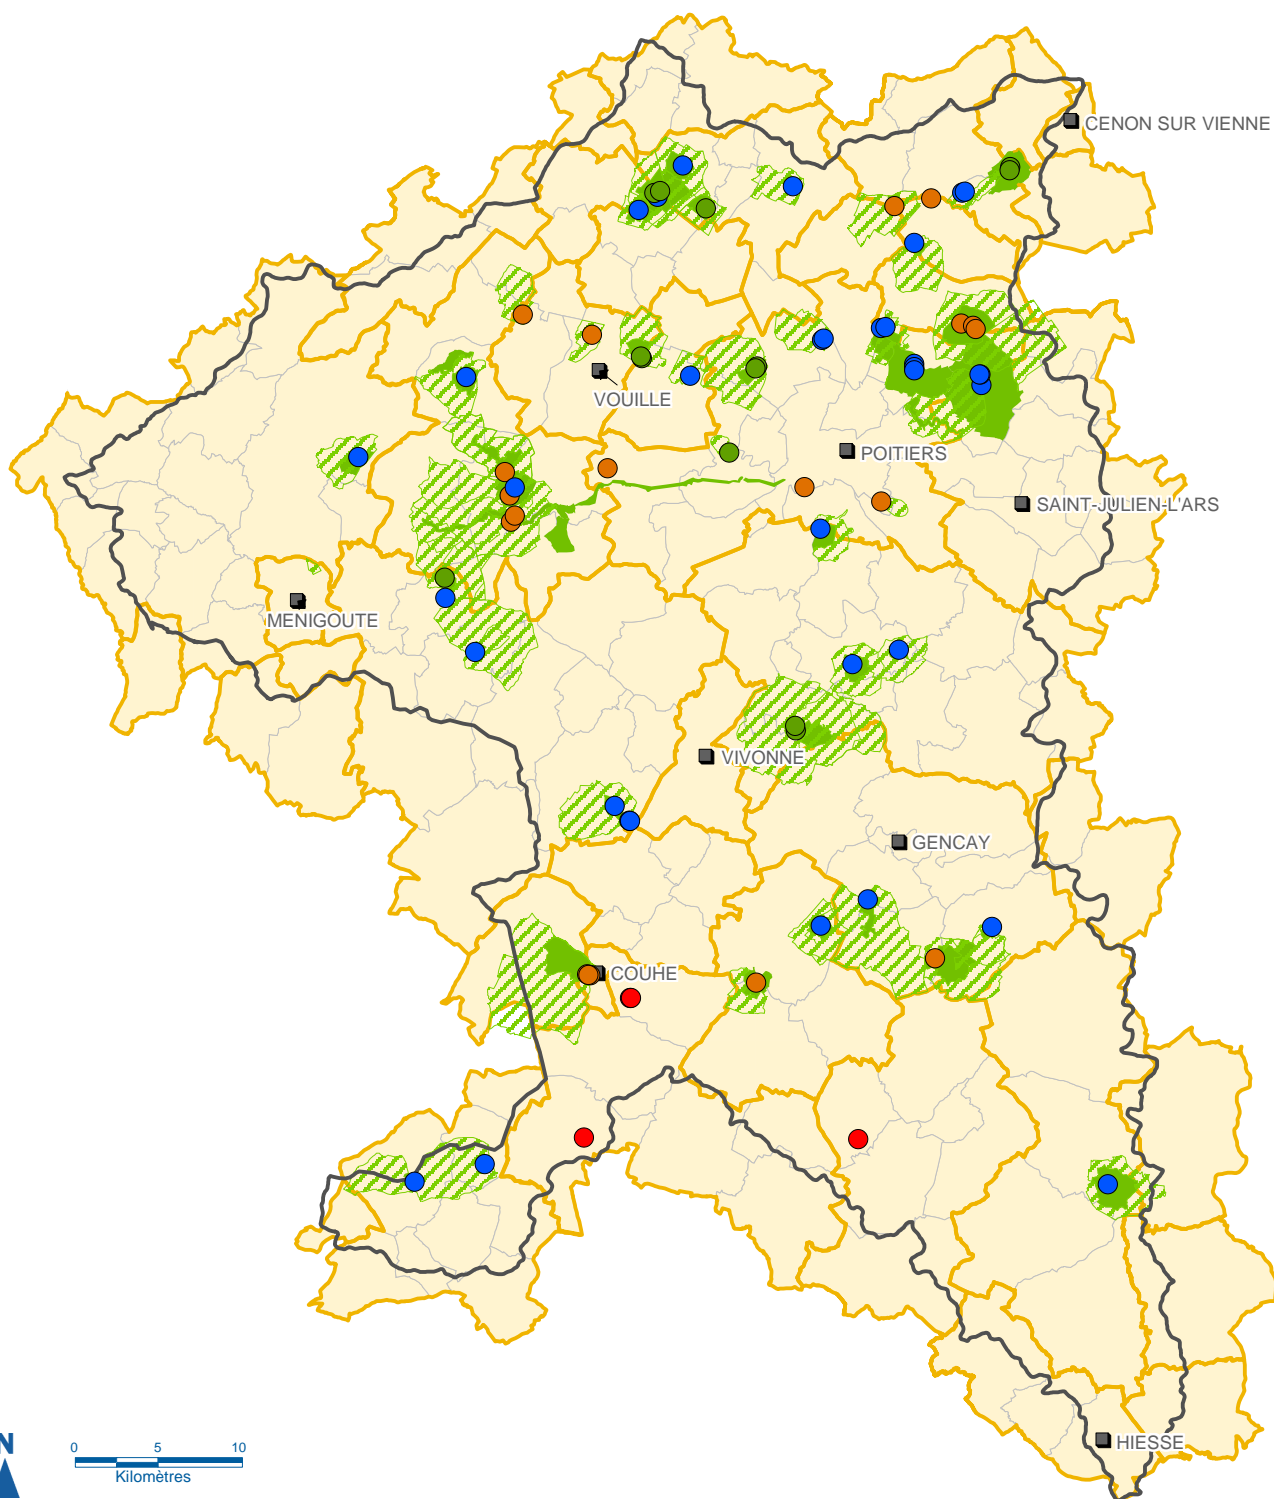 CENON SUR VIENNE
VOUILLE
POITIERS
SAINT-JULIEN-L'ARS
MENIGOUTE
VIVONNE
GENCAY
COUHE
HIESSE
N
0 5 10
Kilomètres